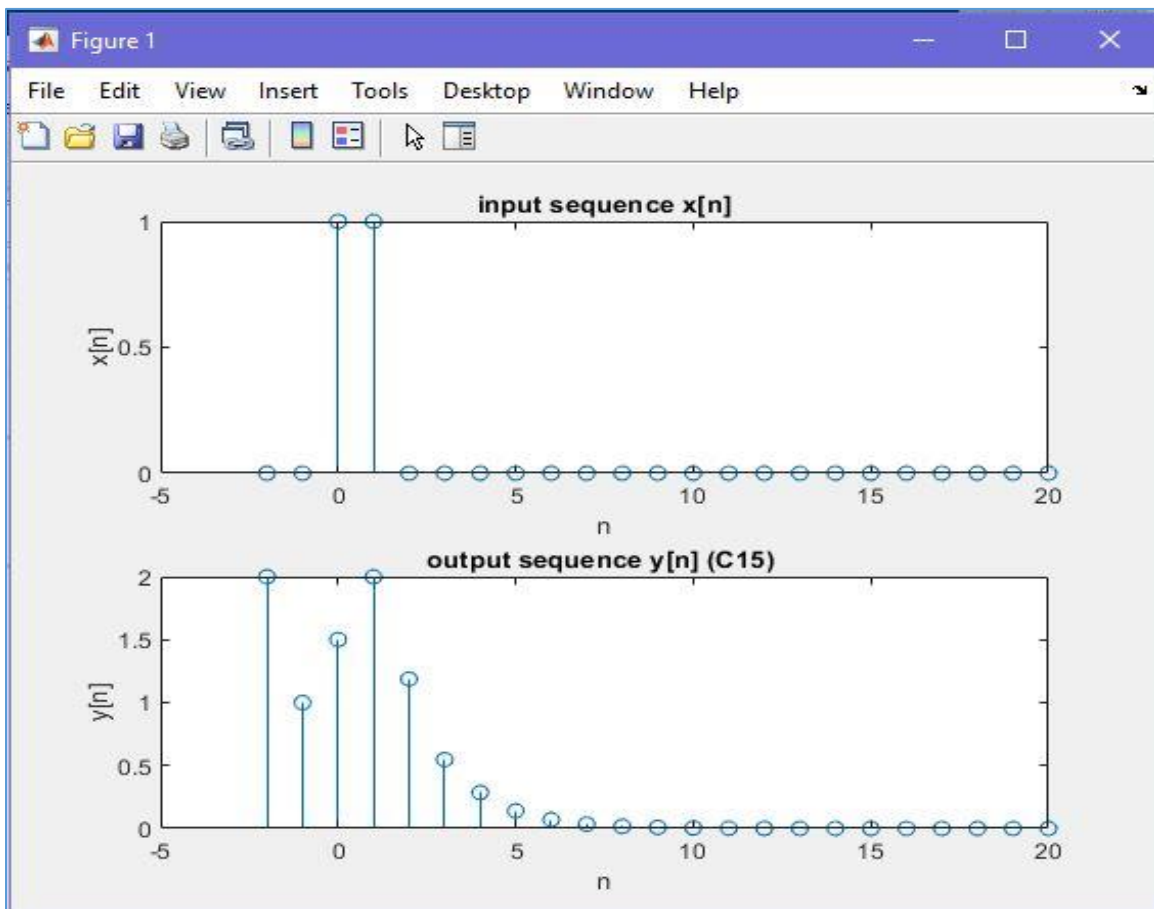 Figure 1
File Edit View Insert Tools Desktop Window Help
input sequence x[n]
1
0.5
0
x[n]
-5 0 5 10 15 20
n
output sequence y[n] (C15)
2
1.5
1
0.5
0
y[n]
-5 0 5 10 15 20
n